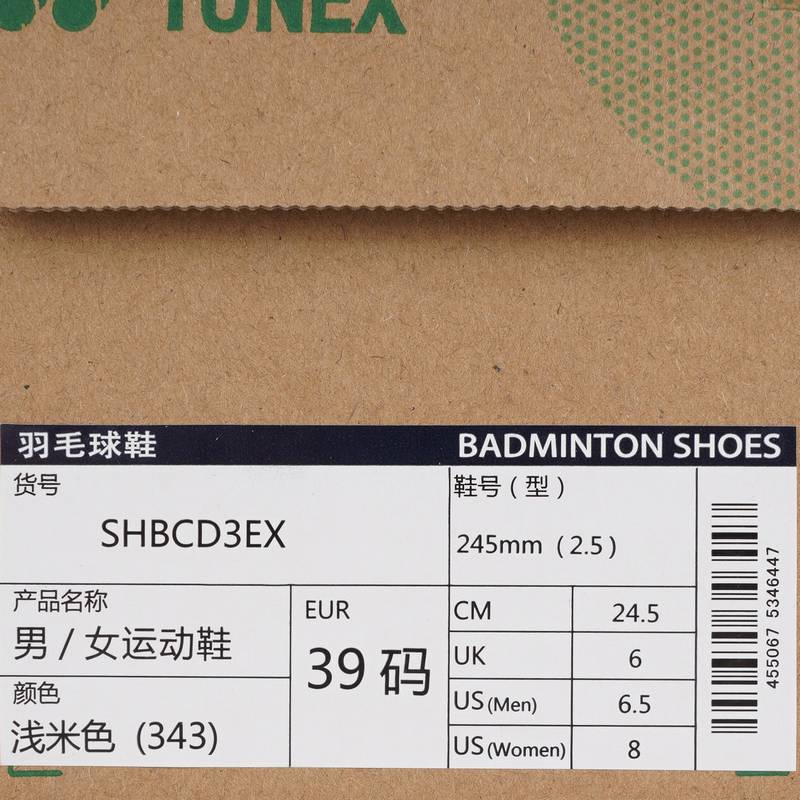 YONEX
羽毛球鞋 BADMINTON SHOES
货号
SHBCD3EX
鞋号(型)
245mm (2.5)
产品名称
男/女运动鞋
颜色
浅米色 (343)
EUR
39码
CM 24.5
UK 6
US(Men) 6.5
US(Women) 8
455067 5346447